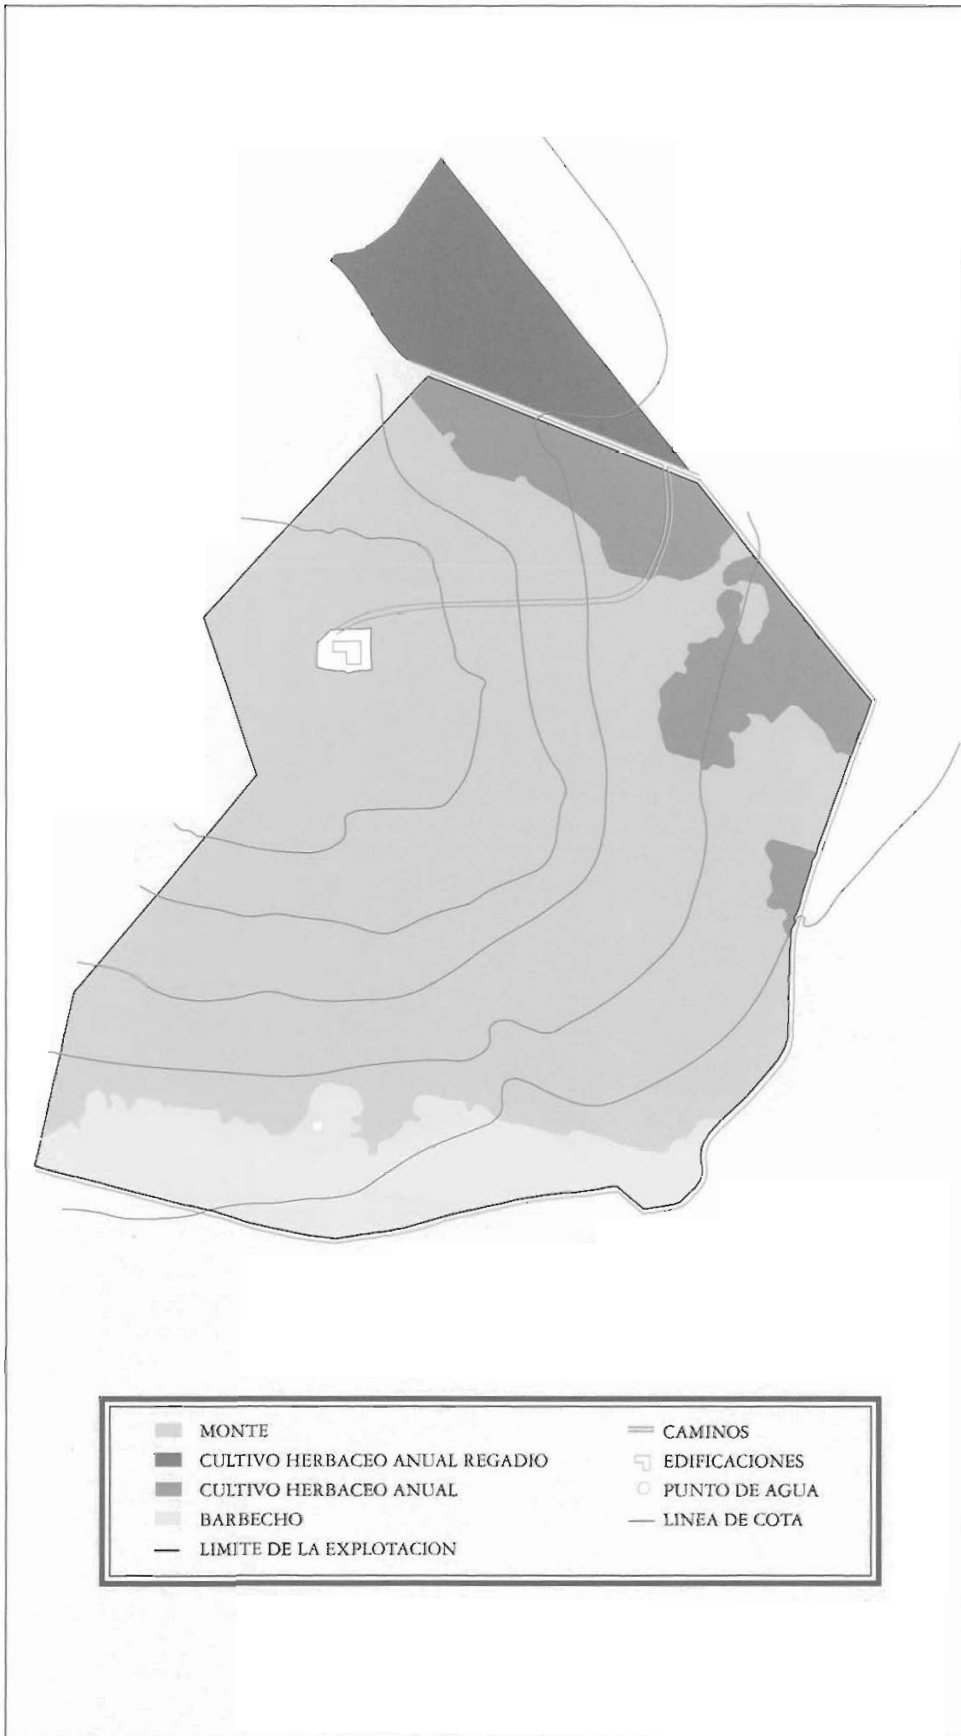 MONTE
CULTIVO HERBACEO ANUAL REGADIO
CULTIVO HERBACEO ANUAL
BARBECHO
LIMITE DE LA EXPLOTACION
CAMINOS
EDIFICACIONES
PUNTO DE AGUA
LINEA DE COTA